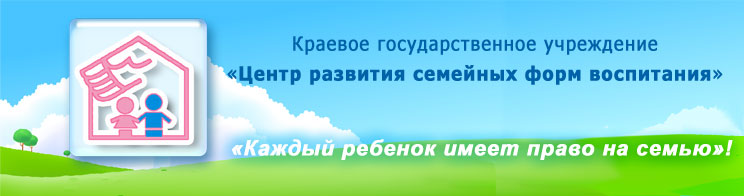 Краевое государственное учреждение
«Центр развития семейных форм воспитания»
«Каждый ребенок имеет право на семью»!